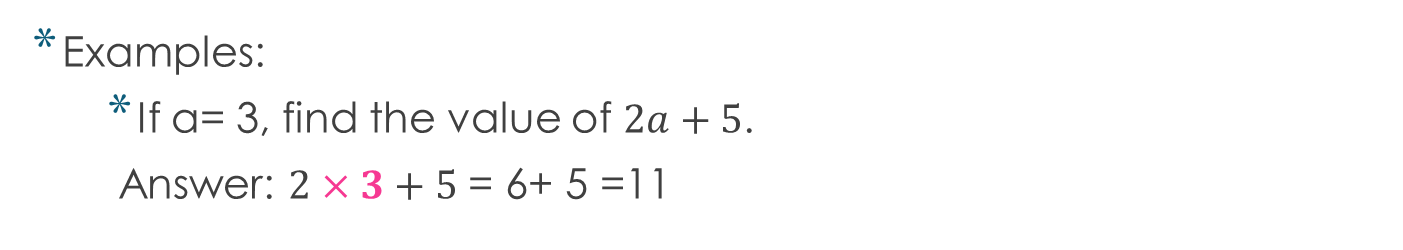 * Examples:
* If a= 3, find the value of 2a + 5.
Answer: 2 × 3 + 5 = 6+ 5 =11